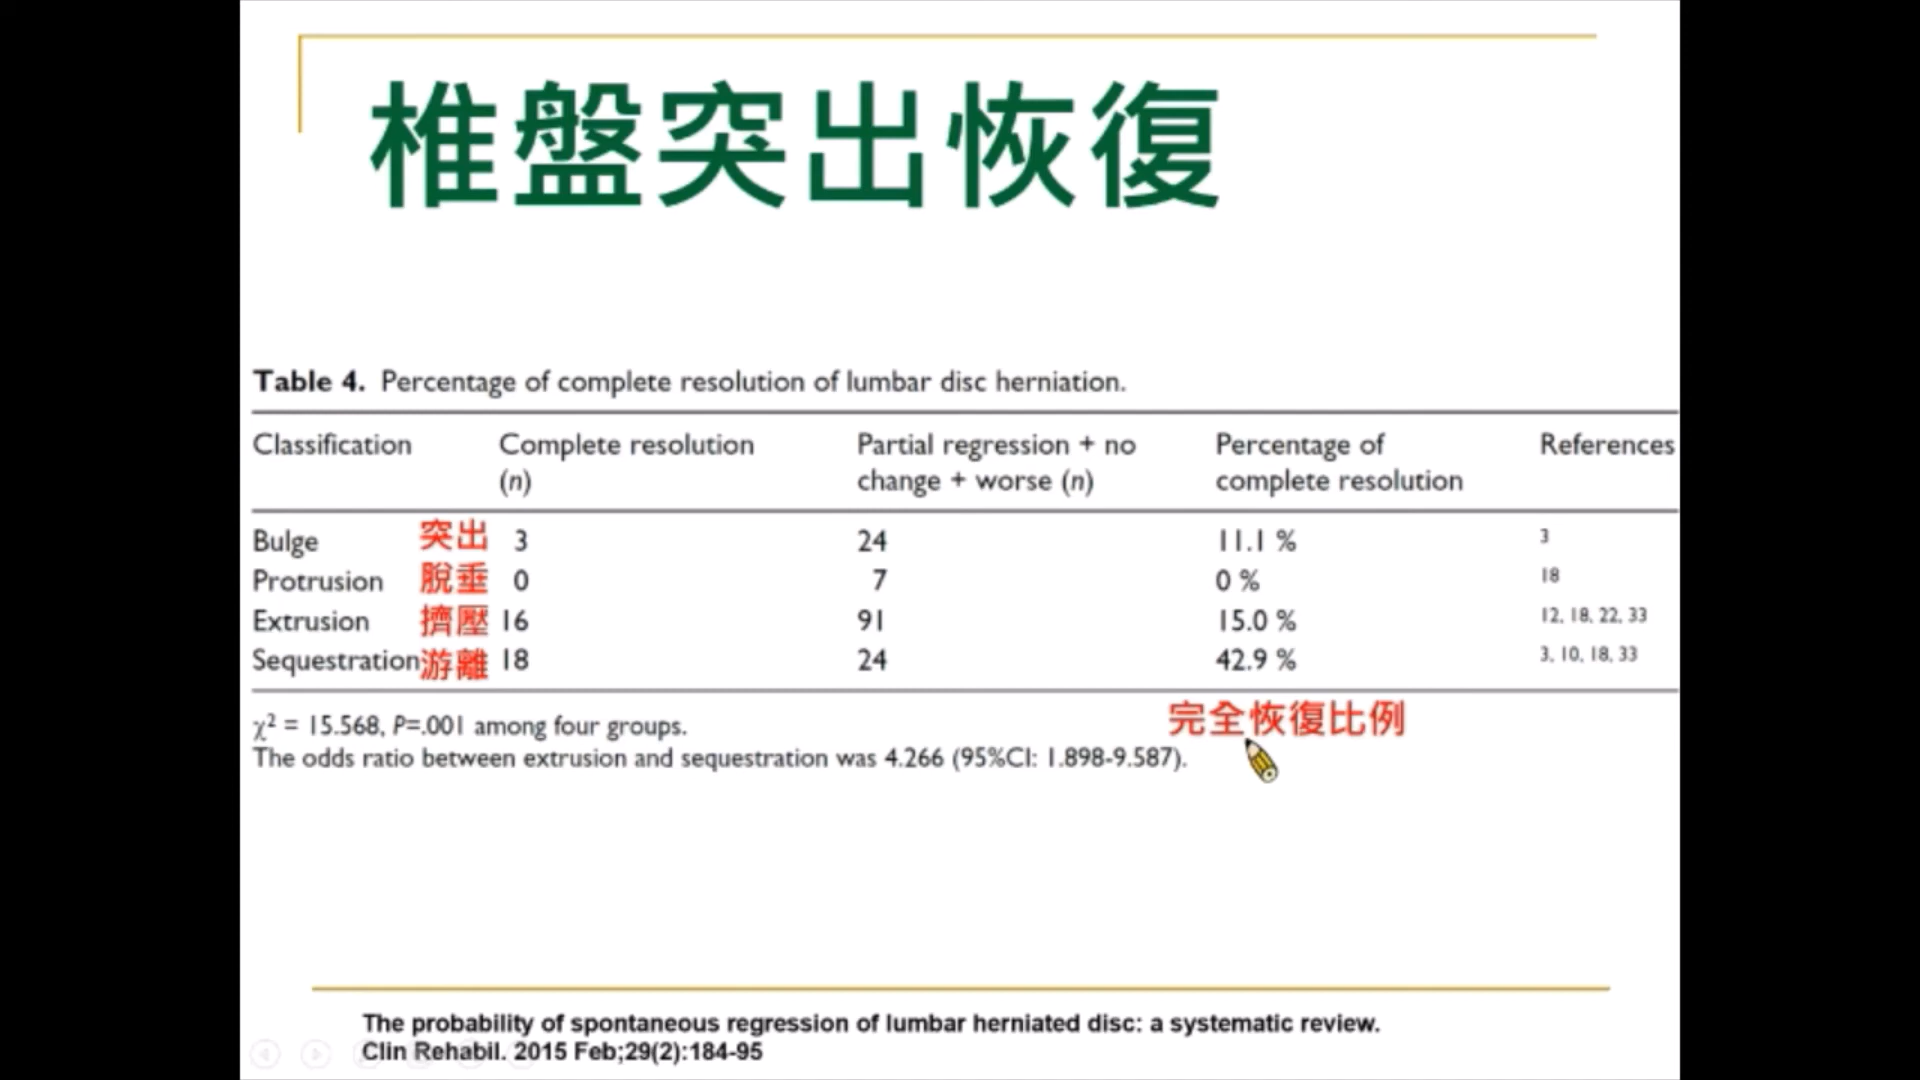 椎盤突出恢復
Table 4. Percentage of complete resolution of lumbar disc herniation.
Classification Complete resolution (n) Partial regression + no change + worse (n) Percentage of complete resolution References
Bulge 突出 3 24 11.1 % 3
Protrusion 脫垂 0 7 0 % 18
Extrusion 擠壓 16 91 15.0 % 12, 18, 22, 33
Sequestration 游離 18 24 42.9 % 3, 10, 18, 33
完全恢復比例
χ2 = 15.568, P=.001 among four groups.
The odds ratio between extrusion and sequestration was 4.266 (95%CI: 1.898-9.587).
The probability of spontaneous regression of lumbar herniated disc: a systematic review.
Clin Rehabil. 2015 Feb;29(2):184-95